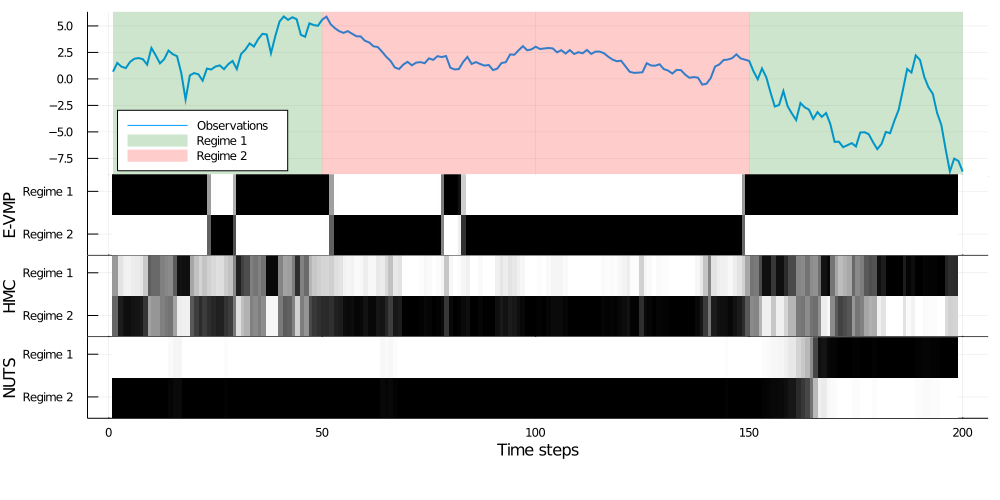 5.0
2.5
0.0
−2.5
−5.0
−7.5
Observations
Regime 1
Regime 2
E-VMP
Regime 1
Regime 2
HMC
Regime 1
Regime 2
NUTS
Regime 1
Regime 2
0 50 100 150 200
Time steps